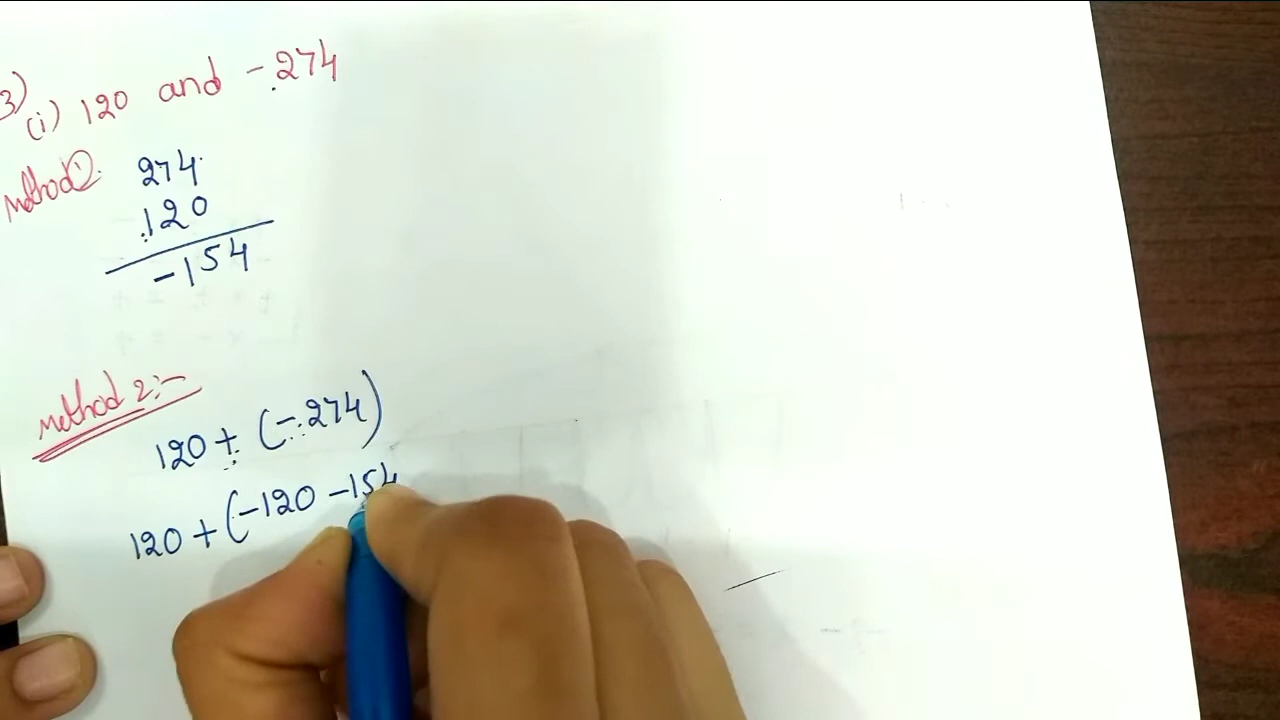 3)
(i) 120 and -274
Method ①
274
120
-154
Method 2:-
120 + (-274)
120 + (-120 -154